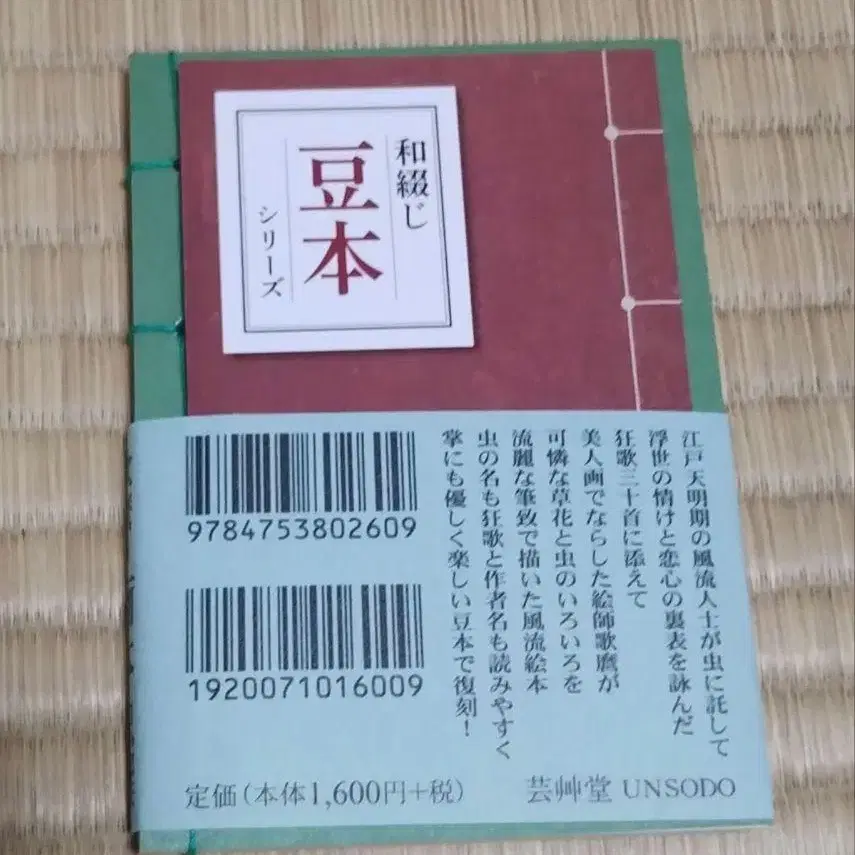 和綴じ
豆本
シリーズ
江戸天明期の風流人士が虫に託して
浮世の情けと恋心の裏表を詠んだ
狂歌三十首に添えて
美人画でならした絵師歌麿が
可憐な草花と虫のいろいろを
流麗な筆致で描いた風流絵本
虫の名も狂歌と作者名も読みやすく
掌にも優しく楽しい豆本で復刻！
9784753802609
1920071016009
定価(本体1,600円+税)
芸艸堂 UNSODO